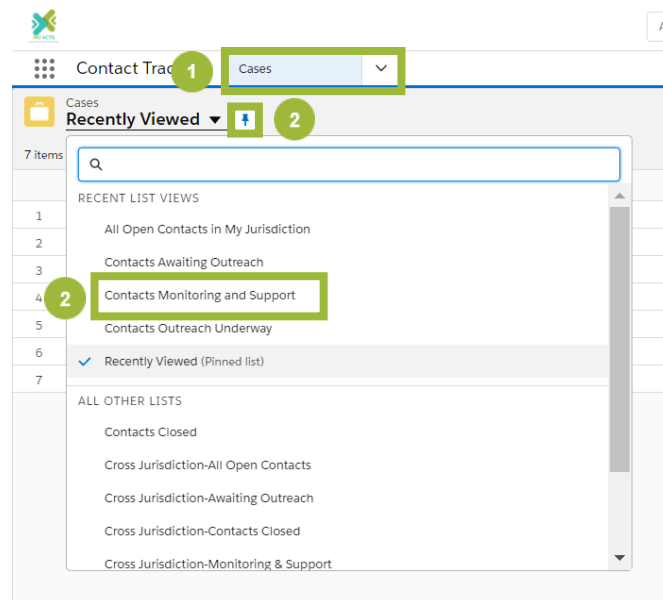 Contact Trac
1
Cases
Cases
Recently Viewed
2
7 items
RECENT LIST VIEWS
1
All Open Contacts in My Jurisdiction
2
Contacts Awaiting Outreach
3
4
2
Contacts Monitoring and Support
5
Contacts Outreach Underway
6
Recently Viewed (Pinned list)
7
ALL OTHER LISTS
Contacts Closed
Cross Jurisdiction-All Open Contacts
Cross Jurisdiction-Awaiting Outreach
Cross Jurisdiction-Contacts Closed
Cross Jurisdiction-Monitoring & Support